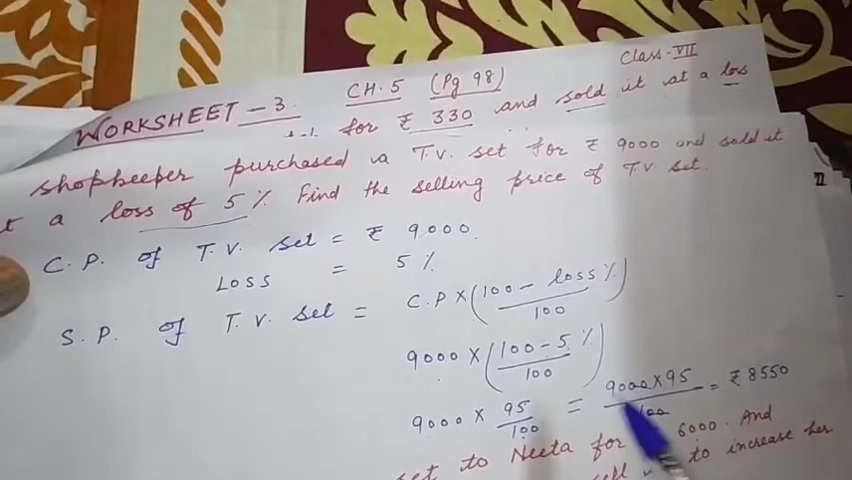 Class-VII
WORKSHEET - 3. CH. 5 (Pg 98)
for ₹ 330 and sold it at a loss
shopkeeper purchased a T.V. set for ₹ 9000 and sold it
t a loss of 5 % Find the selling price of TV set.
C.P. of T.V. set = ₹ 9000.
LOSS = 5 %
S.P. of T.V. set = C.P × (100 - loss % / 100)
9000 × (100 - 5 % / 100)
9000 × 95/100 = 9000 × 95 / 100 = ₹ 8550
set to Neeta for 6000. And
sell to increase her